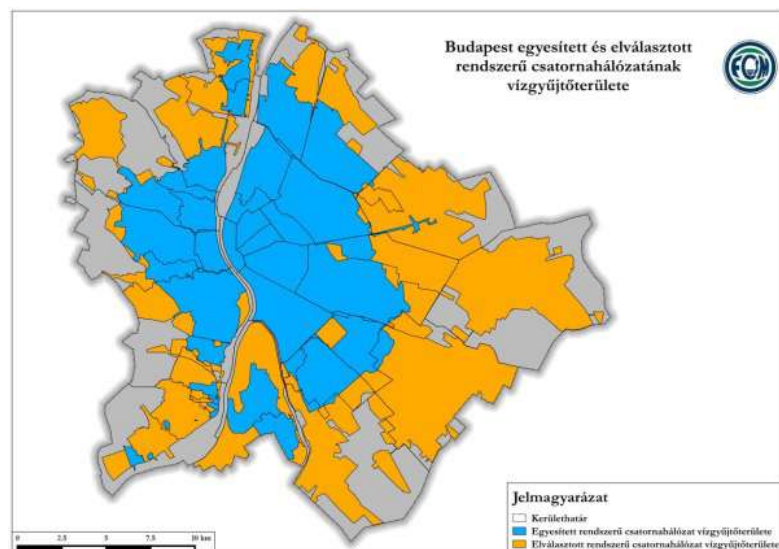 Budapest egyesített és elválasztott
rendszerű csatornahálózatának
vízgyűjtőterülete
FCSM
Jelmagyarázat
Kerülethatár
Egyesített rendszerű csatornahálózat vízgyűjtőterülete
Elválasztott rendszerű csatornahálózat vízgyűjtőterülete
0 2,5 5 7,5 10 km